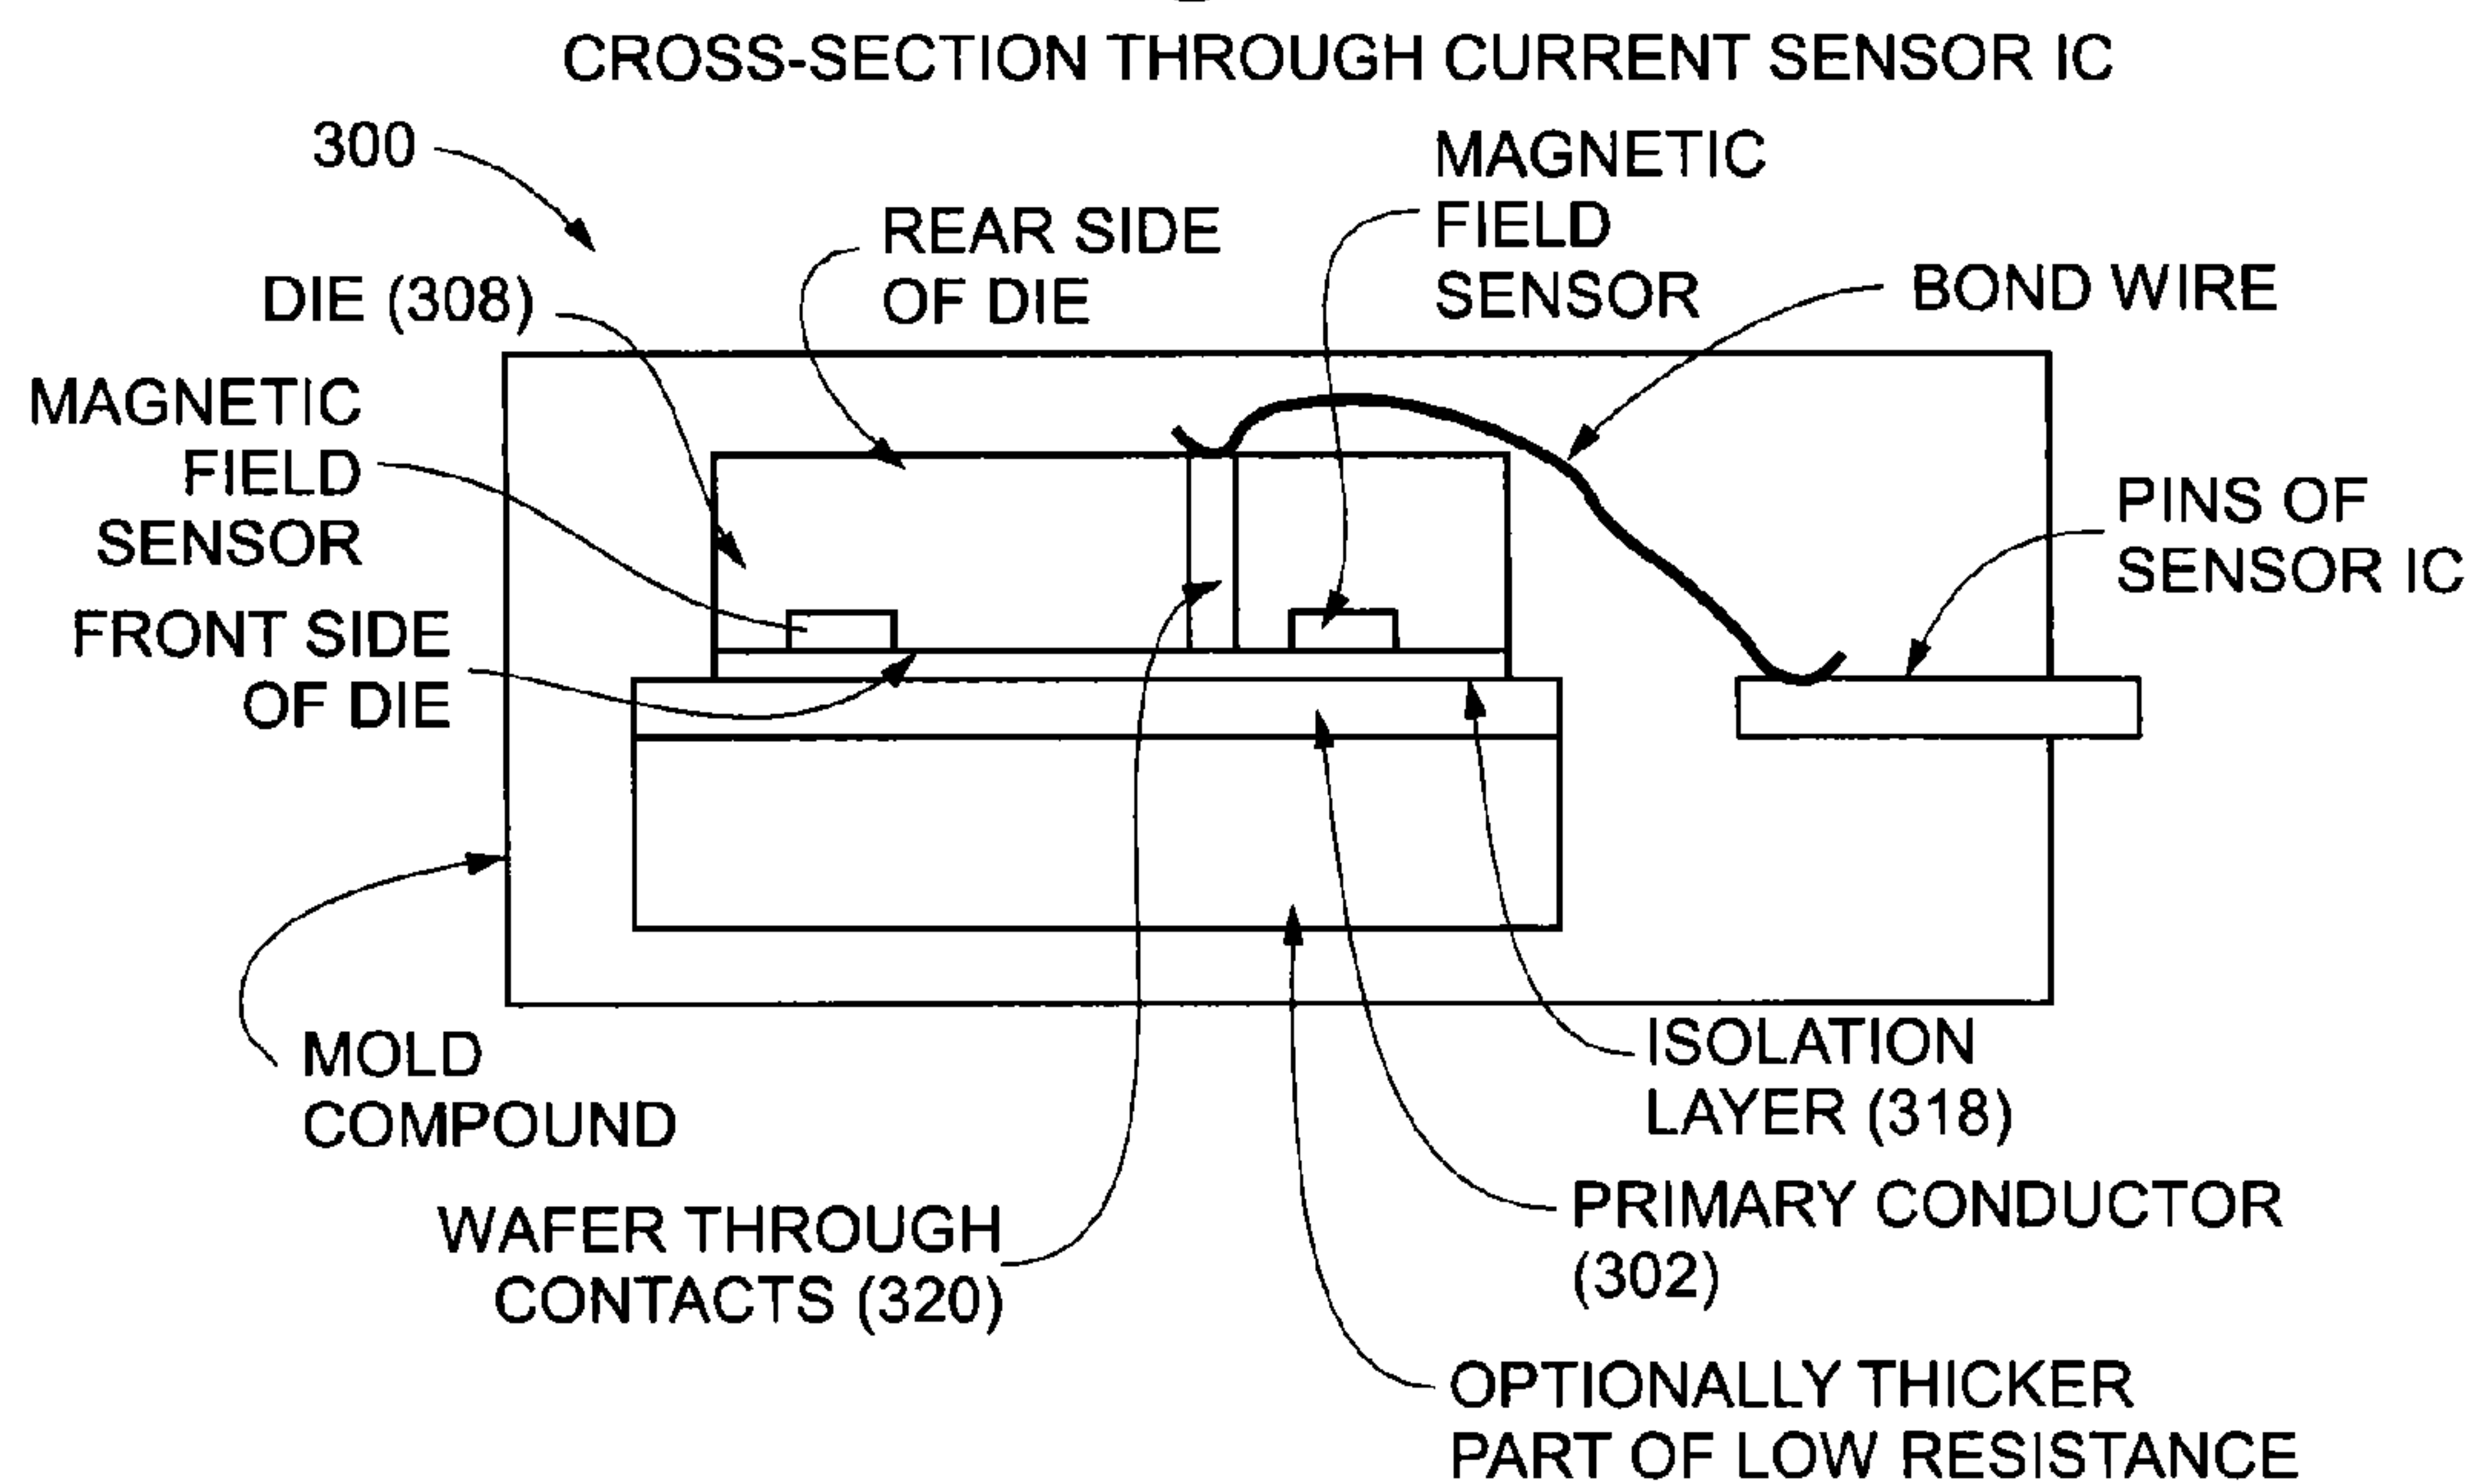 CROSS-SECTION THROUGH CURRENT SENSOR IC
300
DIE (308)
REAR SIDE
OF DIE
MAGNETIC
FIELD
SENSOR
BOND WIRE
MAGNETIC
FIELD
SENSOR
PINS OF
SENSOR IC
FRONT SIDE
OF DIE
MOLD
COMPOUND
ISOLATION
LAYER (318)
WAFER THROUGH
CONTACTS (320)
PRIMARY CONDUCTOR
(302)
OPTIONALLY THICKER
PART OF LOW RESISTANCE